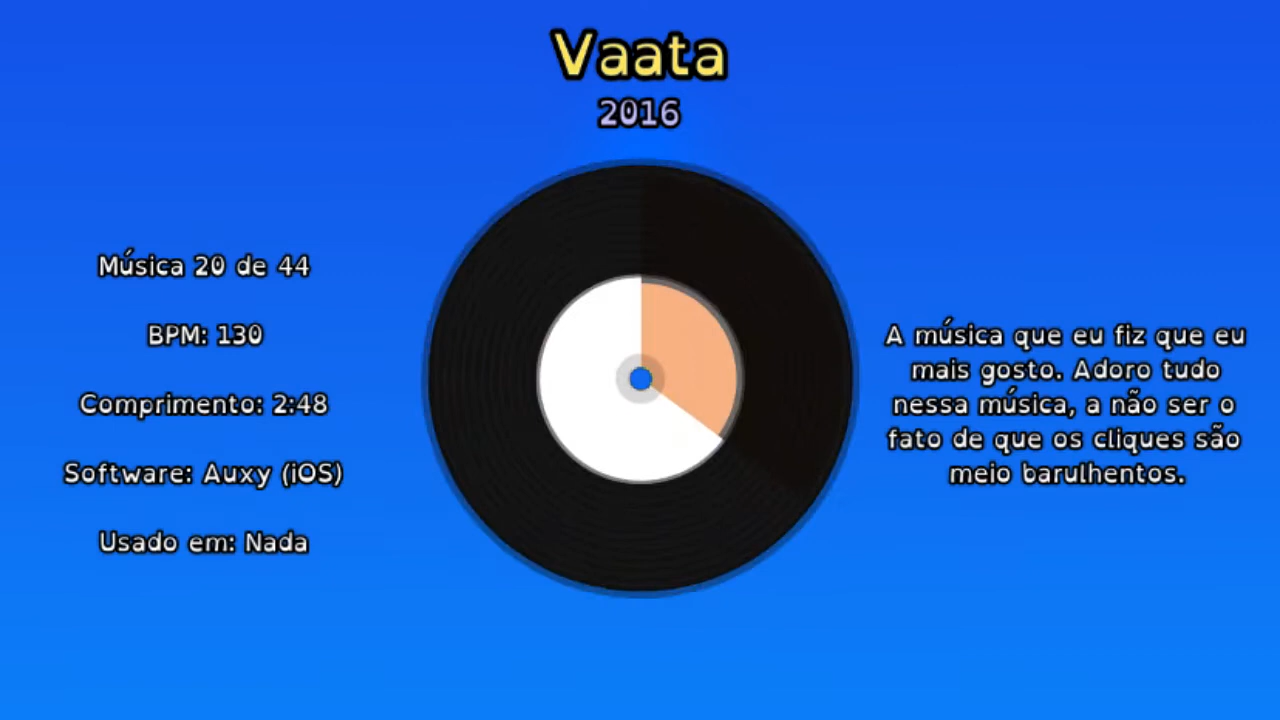 Vaata
2016
Música 20 de 44
BPM: 130
Comprimento: 2:48
Software: Auxy (iOS)
Usado em: Nada
A música que eu fiz que eu
mais gosto. Adoro tudo
nessa música, a não ser o
fato de que os cliques são
meio barulhentos.